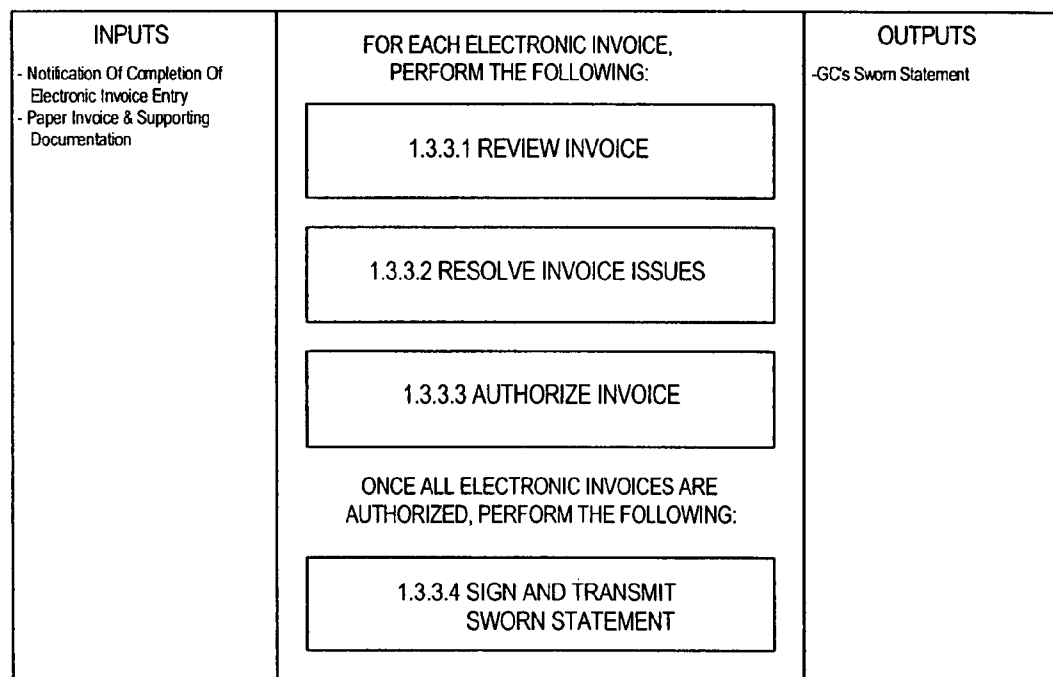 INPUTS
- Notification Of Completion Of
Electronic Invoice Entry
- Paper Invoice & Supporting
Documentation
FOR EACH ELECTRONIC INVOICE,
PERFORM THE FOLLOWING:
1.3.3.1 REVIEW INVOICE
1.3.3.2 RESOLVE INVOICE ISSUES
1.3.3.3 AUTHORIZE INVOICE
ONCE ALL ELECTRONIC INVOICES ARE
AUTHORIZED, PERFORM THE FOLLOWING:
1.3.3.4 SIGN AND TRANSMIT
SWORN STATEMENT
OUTPUTS
-GC's Sworn Statement